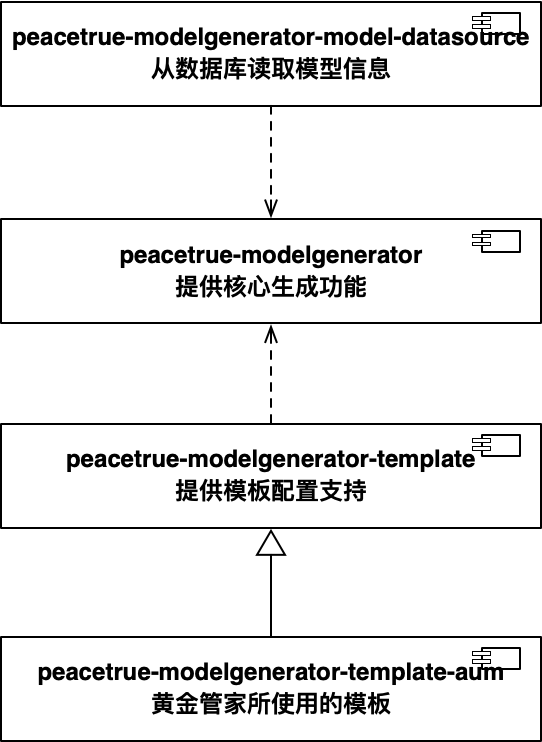 peacetrue-modelgenerator-model-datasource
从数据库读取模型信息
peacetrue-modelgenerator
提供核心生成功能
peacetrue-modelgenerator-template
提供模板配置支持
peacetrue-modelgenerator-template-aum
黄金管家所使用的模板